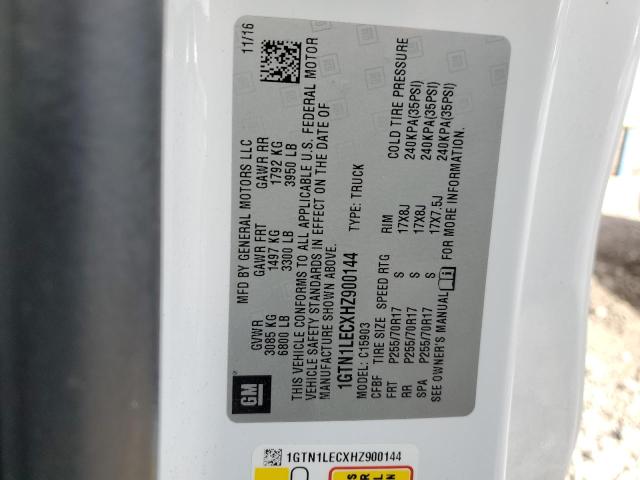 MFD BY GENERAL MOTORS LLC 11/16
GVWR GAWR FRT GAWR RR
3085 KG 1497 KG 1792 KG
6800 LB 3300 LB 3950 LB
THIS VEHICLE CONFORMS TO ALL APPLICABLE U.S. FEDERAL MOTOR
VEHICLE SAFETY STANDARDS IN EFFECT ON THE DATE OF
MANUFACTURE SHOWN ABOVE.
1GTN1LECXHZ900144 TYPE: TRUCK
MODEL: C15903
CFBF TIRE SIZE SPEED RTG RIM COLD TIRE PRESSURE
FRT P255/70R17 S 17X8J 240KPA(35PSI)
RR P255/70R17 S 17X8J 240KPA(35PSI)
SPA P255/70R17 S 17X7.5J 240KPA(35PSI)
SEE OWNER'S MANUAL FOR MORE INFORMATION.
GM
1GTN1LECXHZ900144